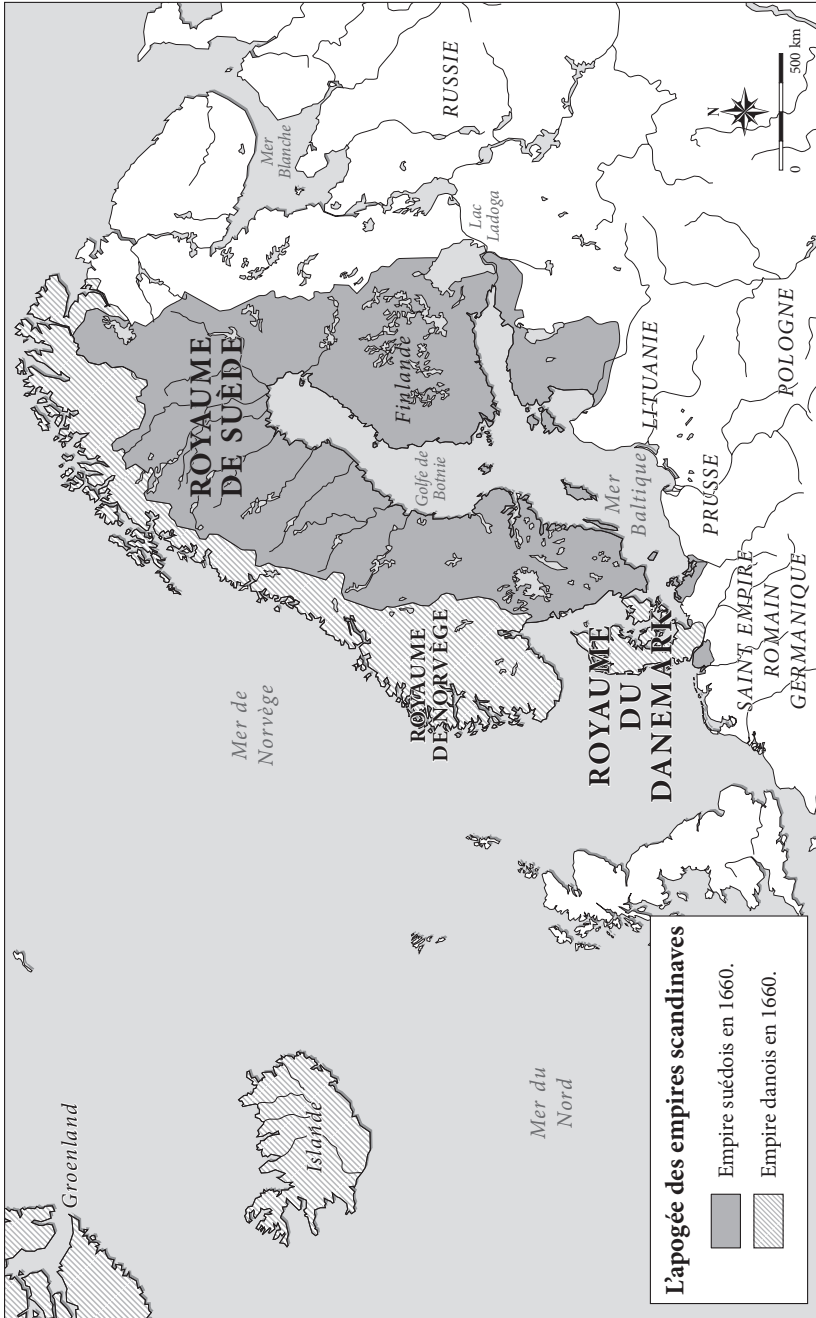 Groenland
Islande
Mer de
Norvège
Mer du
Nord
ROYAUME
DE SUÈDE
Finlande
Golfe de
Botnie
Mer
Blanche
RUSSIE
Lac
Ladoga
ROYAUME
DE NORVÈGE
ROYAUME
DU
DANEMARK
Mer
Baltique
LITUANIE
PRUSSE
POLOGNE
SAINT EMPIRE
ROMAIN
GERMANIQUE
N
0
500 km
L'apogée des empires scandinaves
Empire suédois en 1660.
Empire danois en 1660.